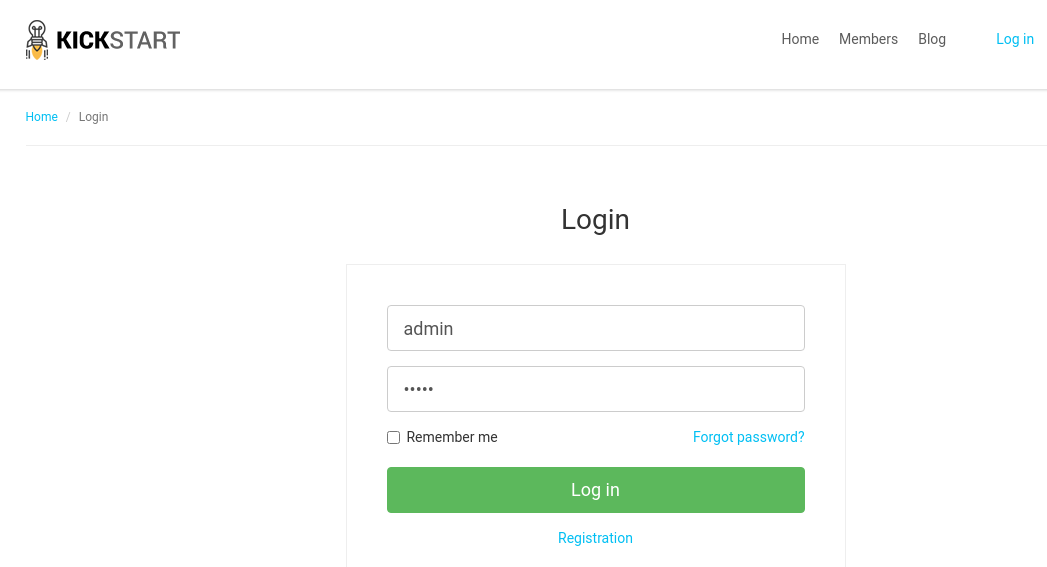 KICKSTART
Home Members Blog Log in
Home / Login
Login
admin
•••••
Remember me Forgot password?
Log in
Registration